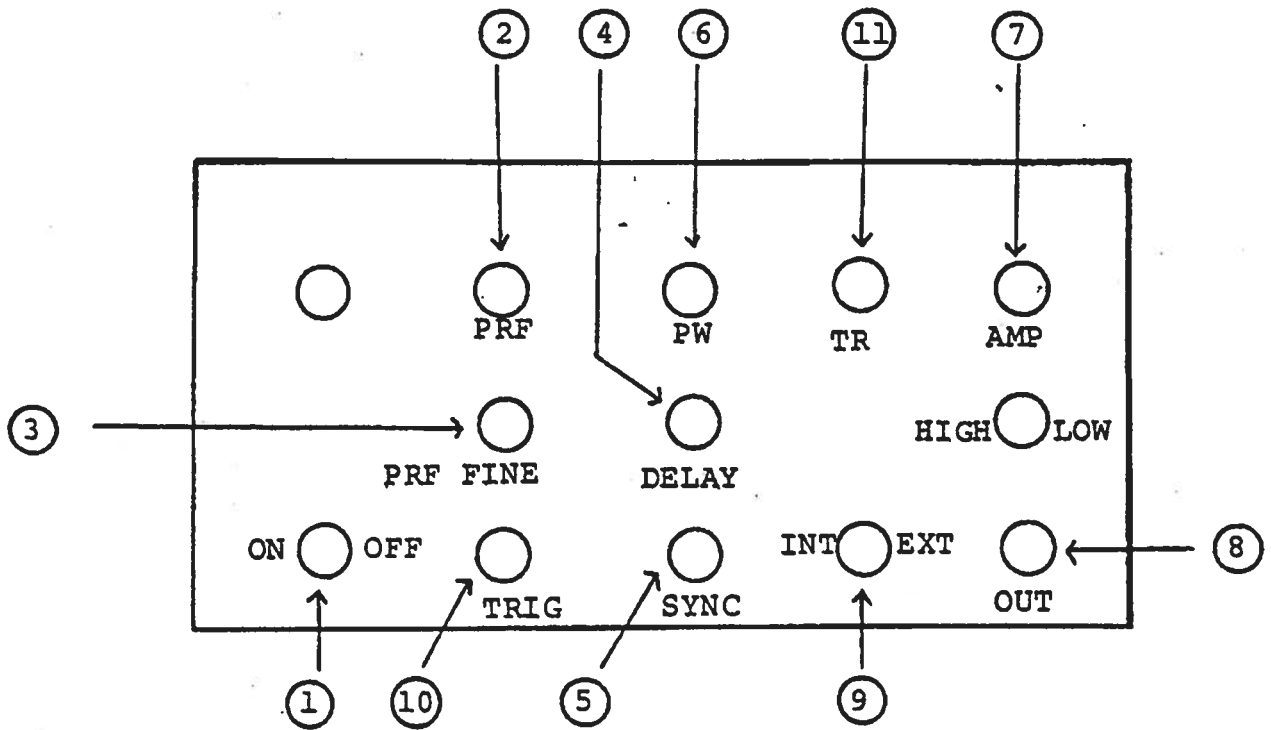 2 4 6 11 7
PRF PW TR AMP
3
HIGH LOW
PRF FINE DELAY
ON OFF INT EXT
8
TRIG SYNC OUT
1 10 5 9